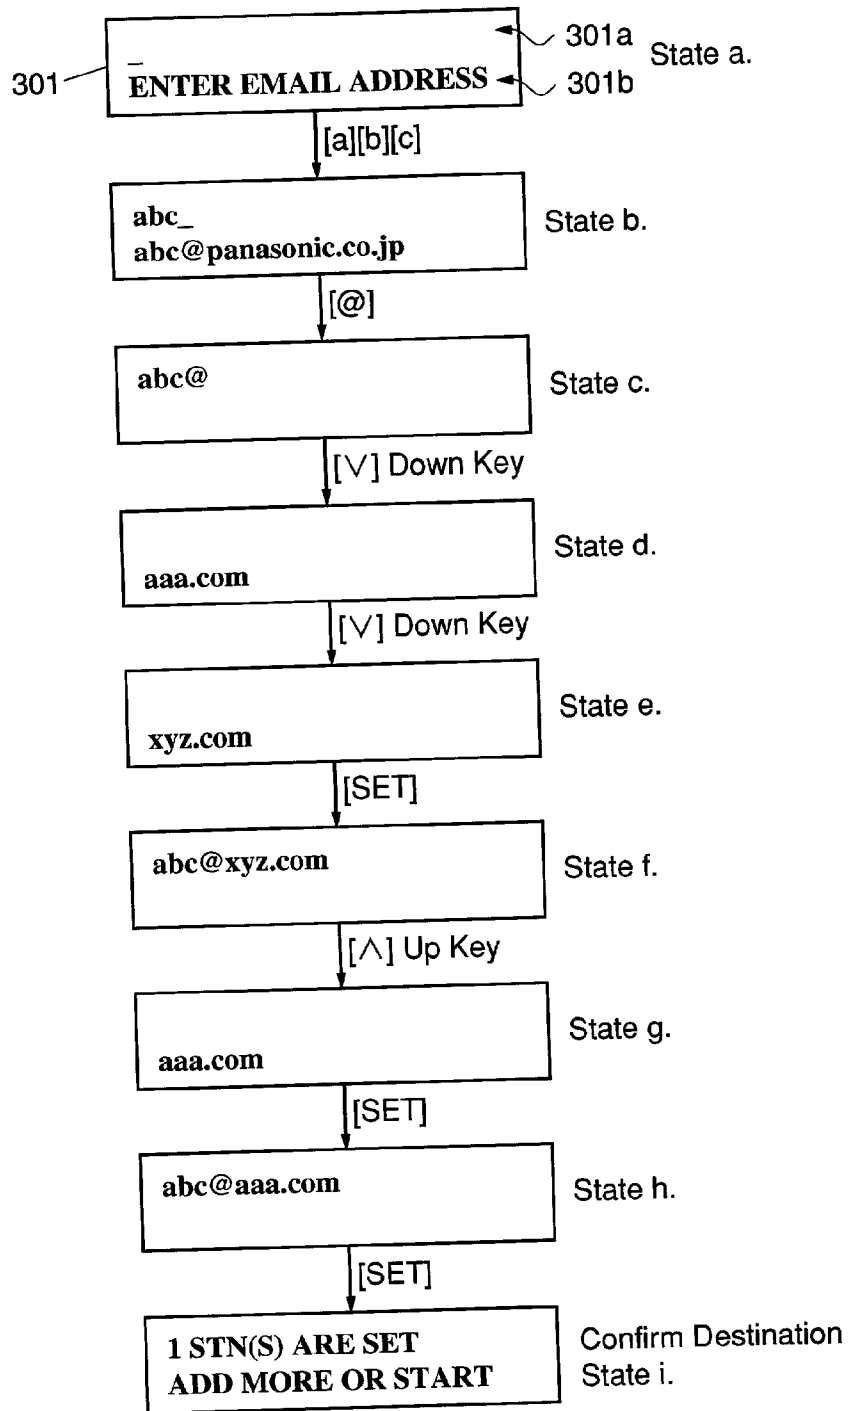 301a
State a.
301
_
ENTER EMAIL ADDRESS
301b
[a][b][c]
abc_
abc@panasonic.co.jp
State b.
[@]
abc@
State c.
[∨] Down Key
aaa.com
State d.
[∨] Down Key
xyz.com
State e.
[SET]
abc@xyz.com
State f.
[∧] Up Key
aaa.com
State g.
[SET]
abc@aaa.com
State h.
[SET]
1 STN(S) ARE SET
ADD MORE OR START
Confirm Destination
State i.